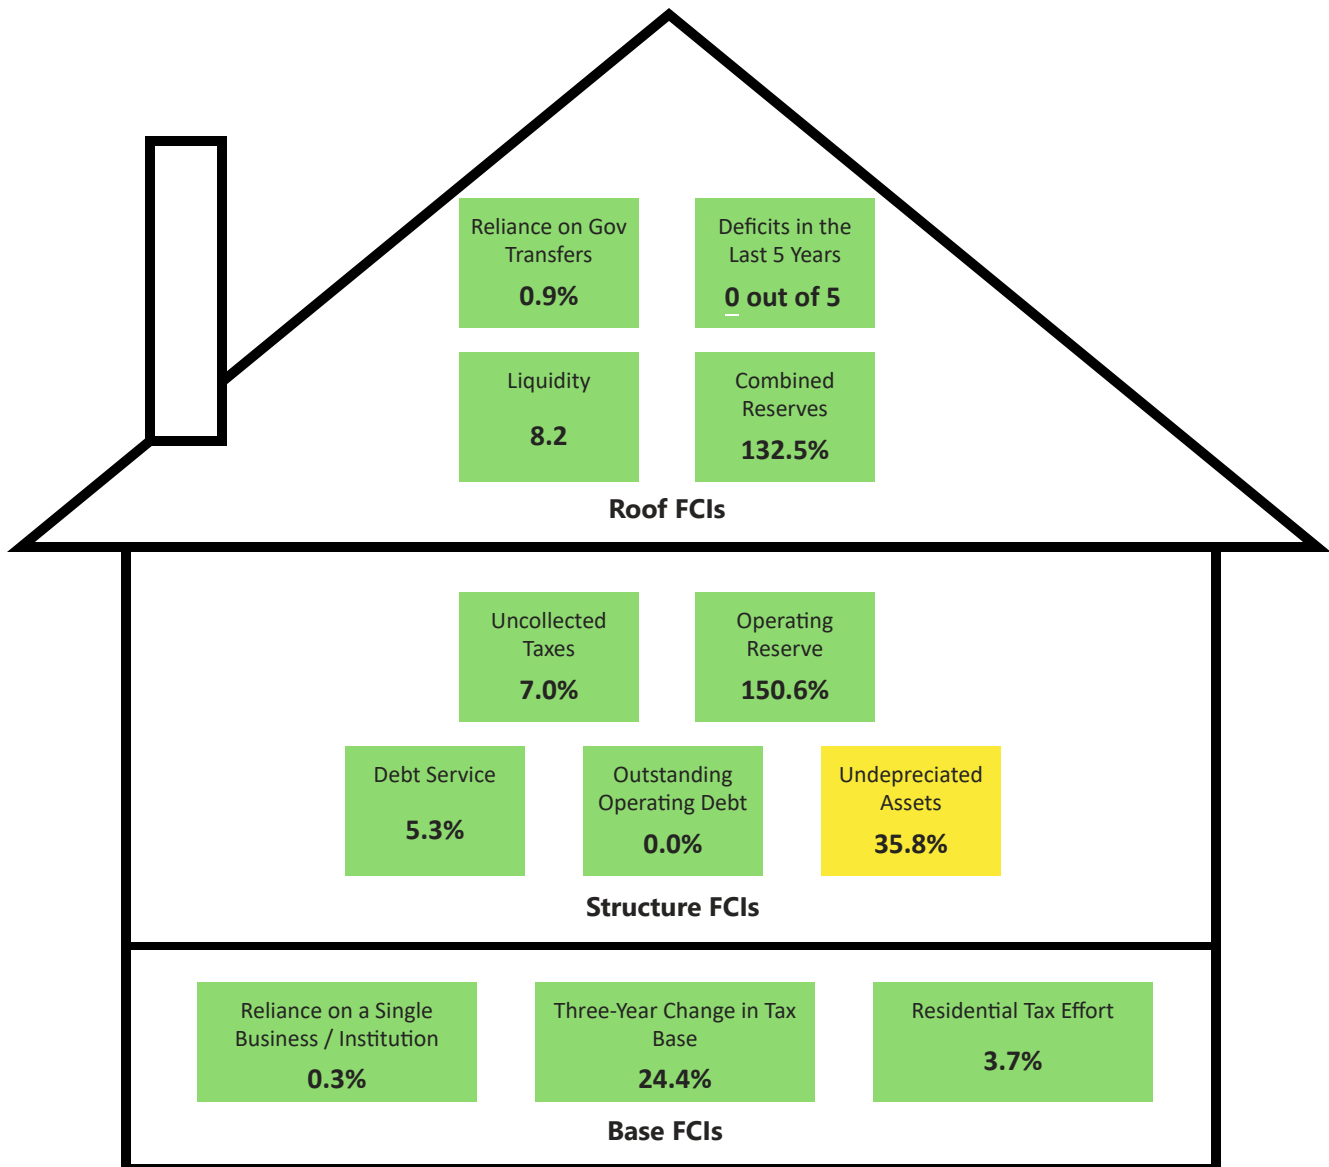 Reliance on Gov
Transfers
0.9%
Deficits in the
Last 5 Years
0 out of 5
Liquidity
8.2
Combined
Reserves
132.5%
Roof FCIs
Uncollected
Taxes
7.0%
Operating
Reserve
150.6%
Debt Service
5.3%
Outstanding
Operating Debt
0.0%
Undepreciated
Assets
35.8%
Structure FCIs
Reliance on a Single
Business / Institution
0.3%
Three-Year Change in Tax
Base
24.4%
Residential Tax Effort
3.7%
Base FCIs